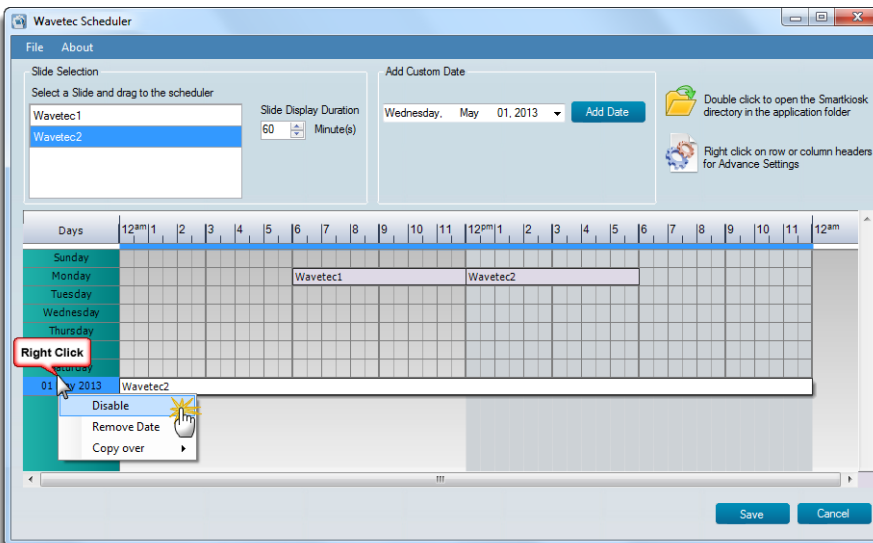 Wavetec Scheduler
File About
Slide Selection
Select a Slide and drag to the scheduler
Wavetec1
Wavetec2
Slide Display Duration
60 Minute(s)
Add Custom Date
Wednesday, May 01, 2013
Add Date
Double click to open the Smartkiosk
directory in the application folder
Right click on row or column headers
for Advance Settings
Days 12am 1 2 3 4 5 6 7 8 9 10 11 12pm 1 2 3 4 5 6 7 8 9 10 11 12am
Sunday
Monday Wavetec1 Wavetec2
Tuesday
Wednesday
Thursday
Right Click
Saturday
01 May 2013 Wavetec2
Disable
Remove Date
Copy over
Save Cancel